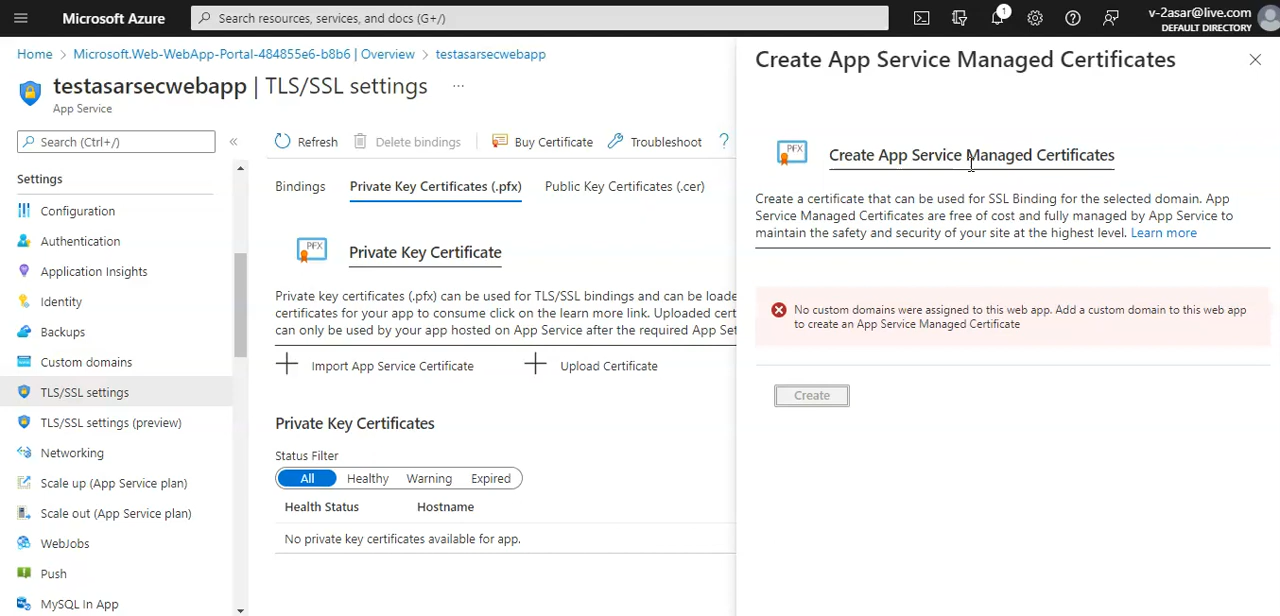 Microsoft Azure
Search resources, services, and docs (G+/)
1
v-2asar@live.com
DEFAULT DIRECTORY
Home > Microsoft.Web-WebApp-Portal-484855e6-b8b6 | Overview > testasarsecwebapp
testasarsecwebapp | TLS/SSL settings ...
App Service
Search (Ctrl+/)
«
Settings
Configuration
Authentication
Application Insights
Identity
Backups
Custom domains
TLS/SSL settings
TLS/SSL settings (preview)
Networking
Scale up (App Service plan)
Scale out (App Service plan)
WebJobs
Push
MySQL In App
Refresh
Delete bindings
Buy Certificate
Troubleshoot
?
Bindings
Private Key Certificates (.pfx)
Public Key Certificates (.cer)
PFX
Private Key Certificate
Private key certificates (.pfx) can be used for TLS/SSL bindings and can be loade
certificates for your app to consume click on the learn more link. Uploaded certi
can only be used by your app hosted on App Service after the required App Set
Import App Service Certificate
Upload Certificate
Private Key Certificates
Status Filter
All
Healthy
Warning
Expired
Health Status
Hostname
No private key certificates available for app.
Create App Service Managed Certificates
PFX
Create App Service Managed Certificates
Create a certificate that can be used for SSL Binding for the selected domain. App
Service Managed Certificates are free of cost and fully managed by App Service to
maintain the safety and security of your site at the highest level. Learn more
No custom domains were assigned to this web app. Add a custom domain to this web app
to create an App Service Managed Certificate
Create